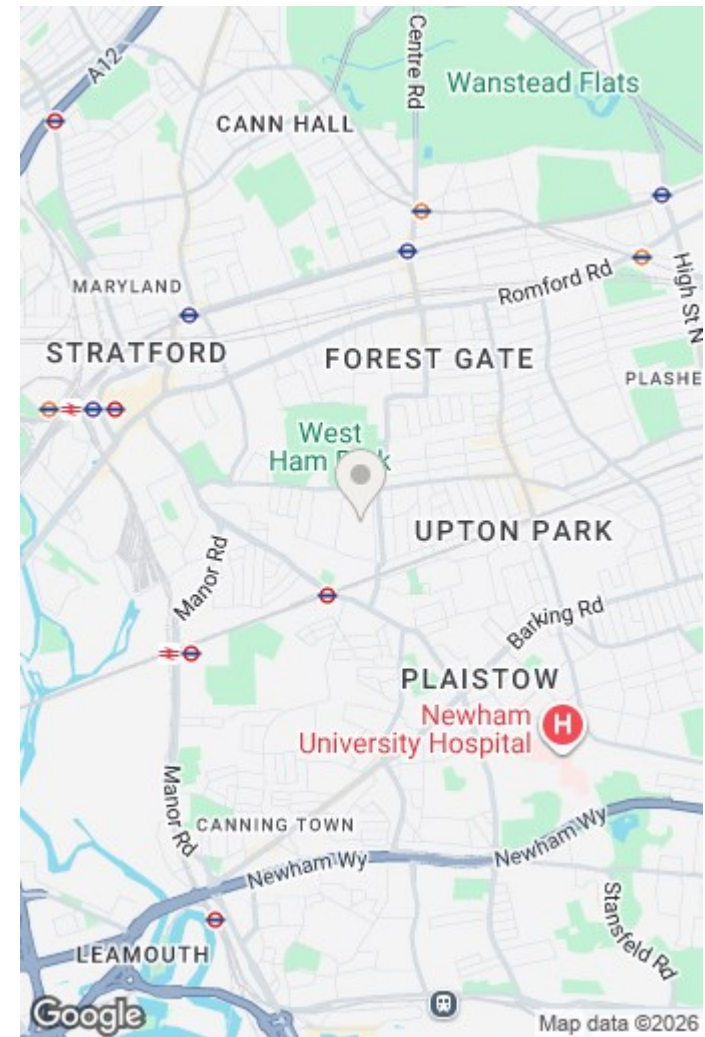 A12
Centre Rd
Wanstead Flats
CANN HALL
High St N
MARYLAND
Romford Rd
STRATFORD
FOREST GATE
PLASHE
West
Ham Park
UPTON PARK
Manor Rd
Barking Rd
PLAISTOW
Newham
University Hospital
H
Manor Rd
CANNING TOWN
Newham Wy
Newham Wy
Stansfeld Rd
LEAMOUTH
Google
Map data ©2026